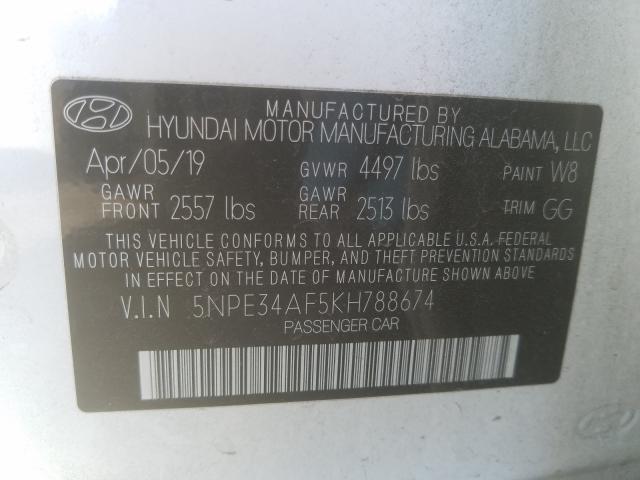 MANUFACTURED BY
HYUNDAI MOTOR MANUFACTURING ALABAMA, LLC
Apr/05/19 GVWR 4497 lbs PAINT W8
GAWR FRONT 2557 lbs GAWR REAR 2513 lbs TRIM GG
THIS VEHICLE CONFORMS TO ALL APPLICABLE U.S.A. FEDERAL
MOTOR VEHICLE SAFETY, BUMPER, AND THEFT PREVENTION STANDARDS
IN EFFECT ON THE DATE OF MANUFACTURE SHOWN ABOVE.
V.I.N 5NPE34AF5KH788674
PASSENGER CAR